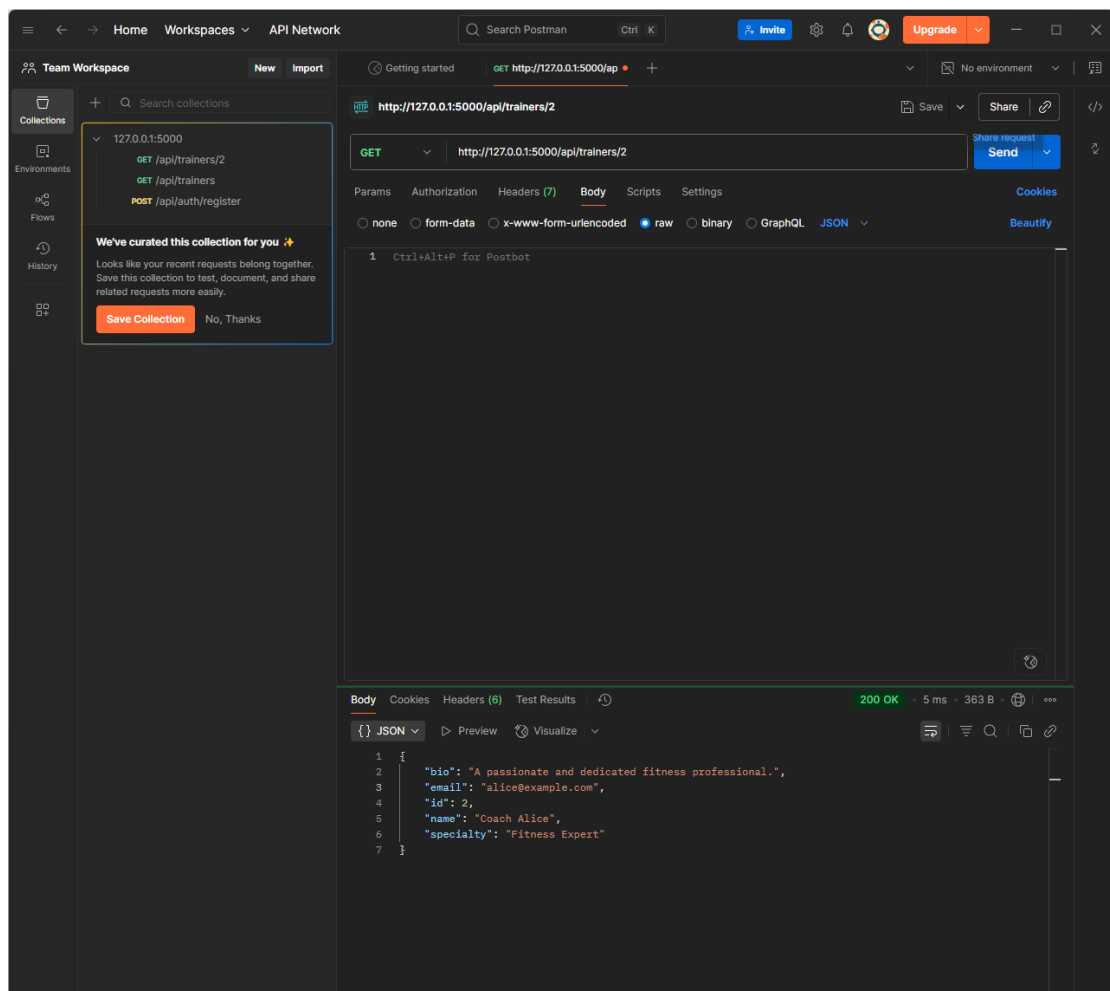 Home Workspaces API Network Search Postman Ctrl K Invite Upgrade
Team Workspace New Import Getting started GET http://127.0.0.1:5000/ap No environment
Collections
Search collections
http://127.0.0.1:5000/api/trainers/2 Save Share
127.0.0.1:5000
Share request
GET /api/trainers/2
GET http://127.0.0.1:5000/api/trainers/2 Send
Environments
GET /api/trainers
Params Authorization Headers (7) Body Scripts Settings Cookies
POST /api/auth/register
Flows
none form-data x-www-form-urlencoded raw binary GraphQL JSON Beautify
We've curated this collection for you
1 Ctrl+Alt+P for Postbot
History
Looks like your recent requests belong together.
Save this collection to test, document, and share
related requests more easily.
Save Collection No, Thanks
Body Cookies Headers (6) Test Results 200 OK 5 ms 363 B
{} JSON Preview Visualize
1 {
2 "bio": "A passionate and dedicated fitness professional.",
3 "email": "alice@example.com",
4 "id": 2,
5 "name": "Coach Alice",
6 "specialty": "Fitness Expert"
7 }